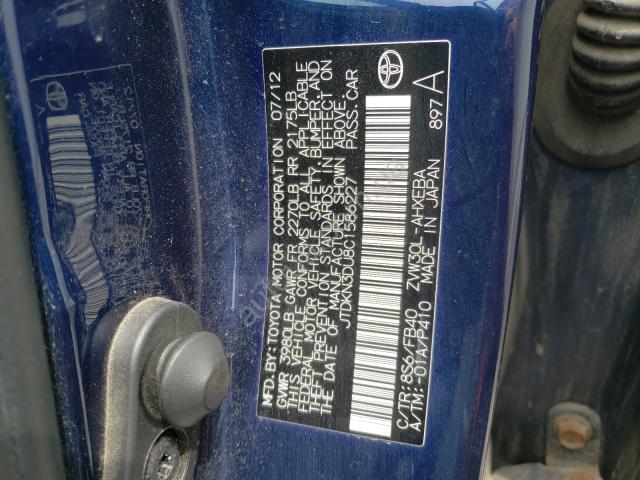 MFD. BY: TOYOTA MOTOR CORPORATION 07/12
GVWR 3980LB GAWR FR 2270LB RR 2175LB
THIS VEHICLE CONFORMS TO ALL APPLICABLE
FEDERAL MOTOR VEHICLE SAFETY, BUMPER, AND
THEFT PREVENTION STANDARDS IN EFFECT ON
THE DATE OF MANUFACTURE SHOWN ABOVE.
JTDKN3DU8C1586227 PASS. CAR
C/TR: 8S6/FB40 ZVW30L-AHXEBA
A/TM: -01A/P410 MADE IN JAPAN 897 A